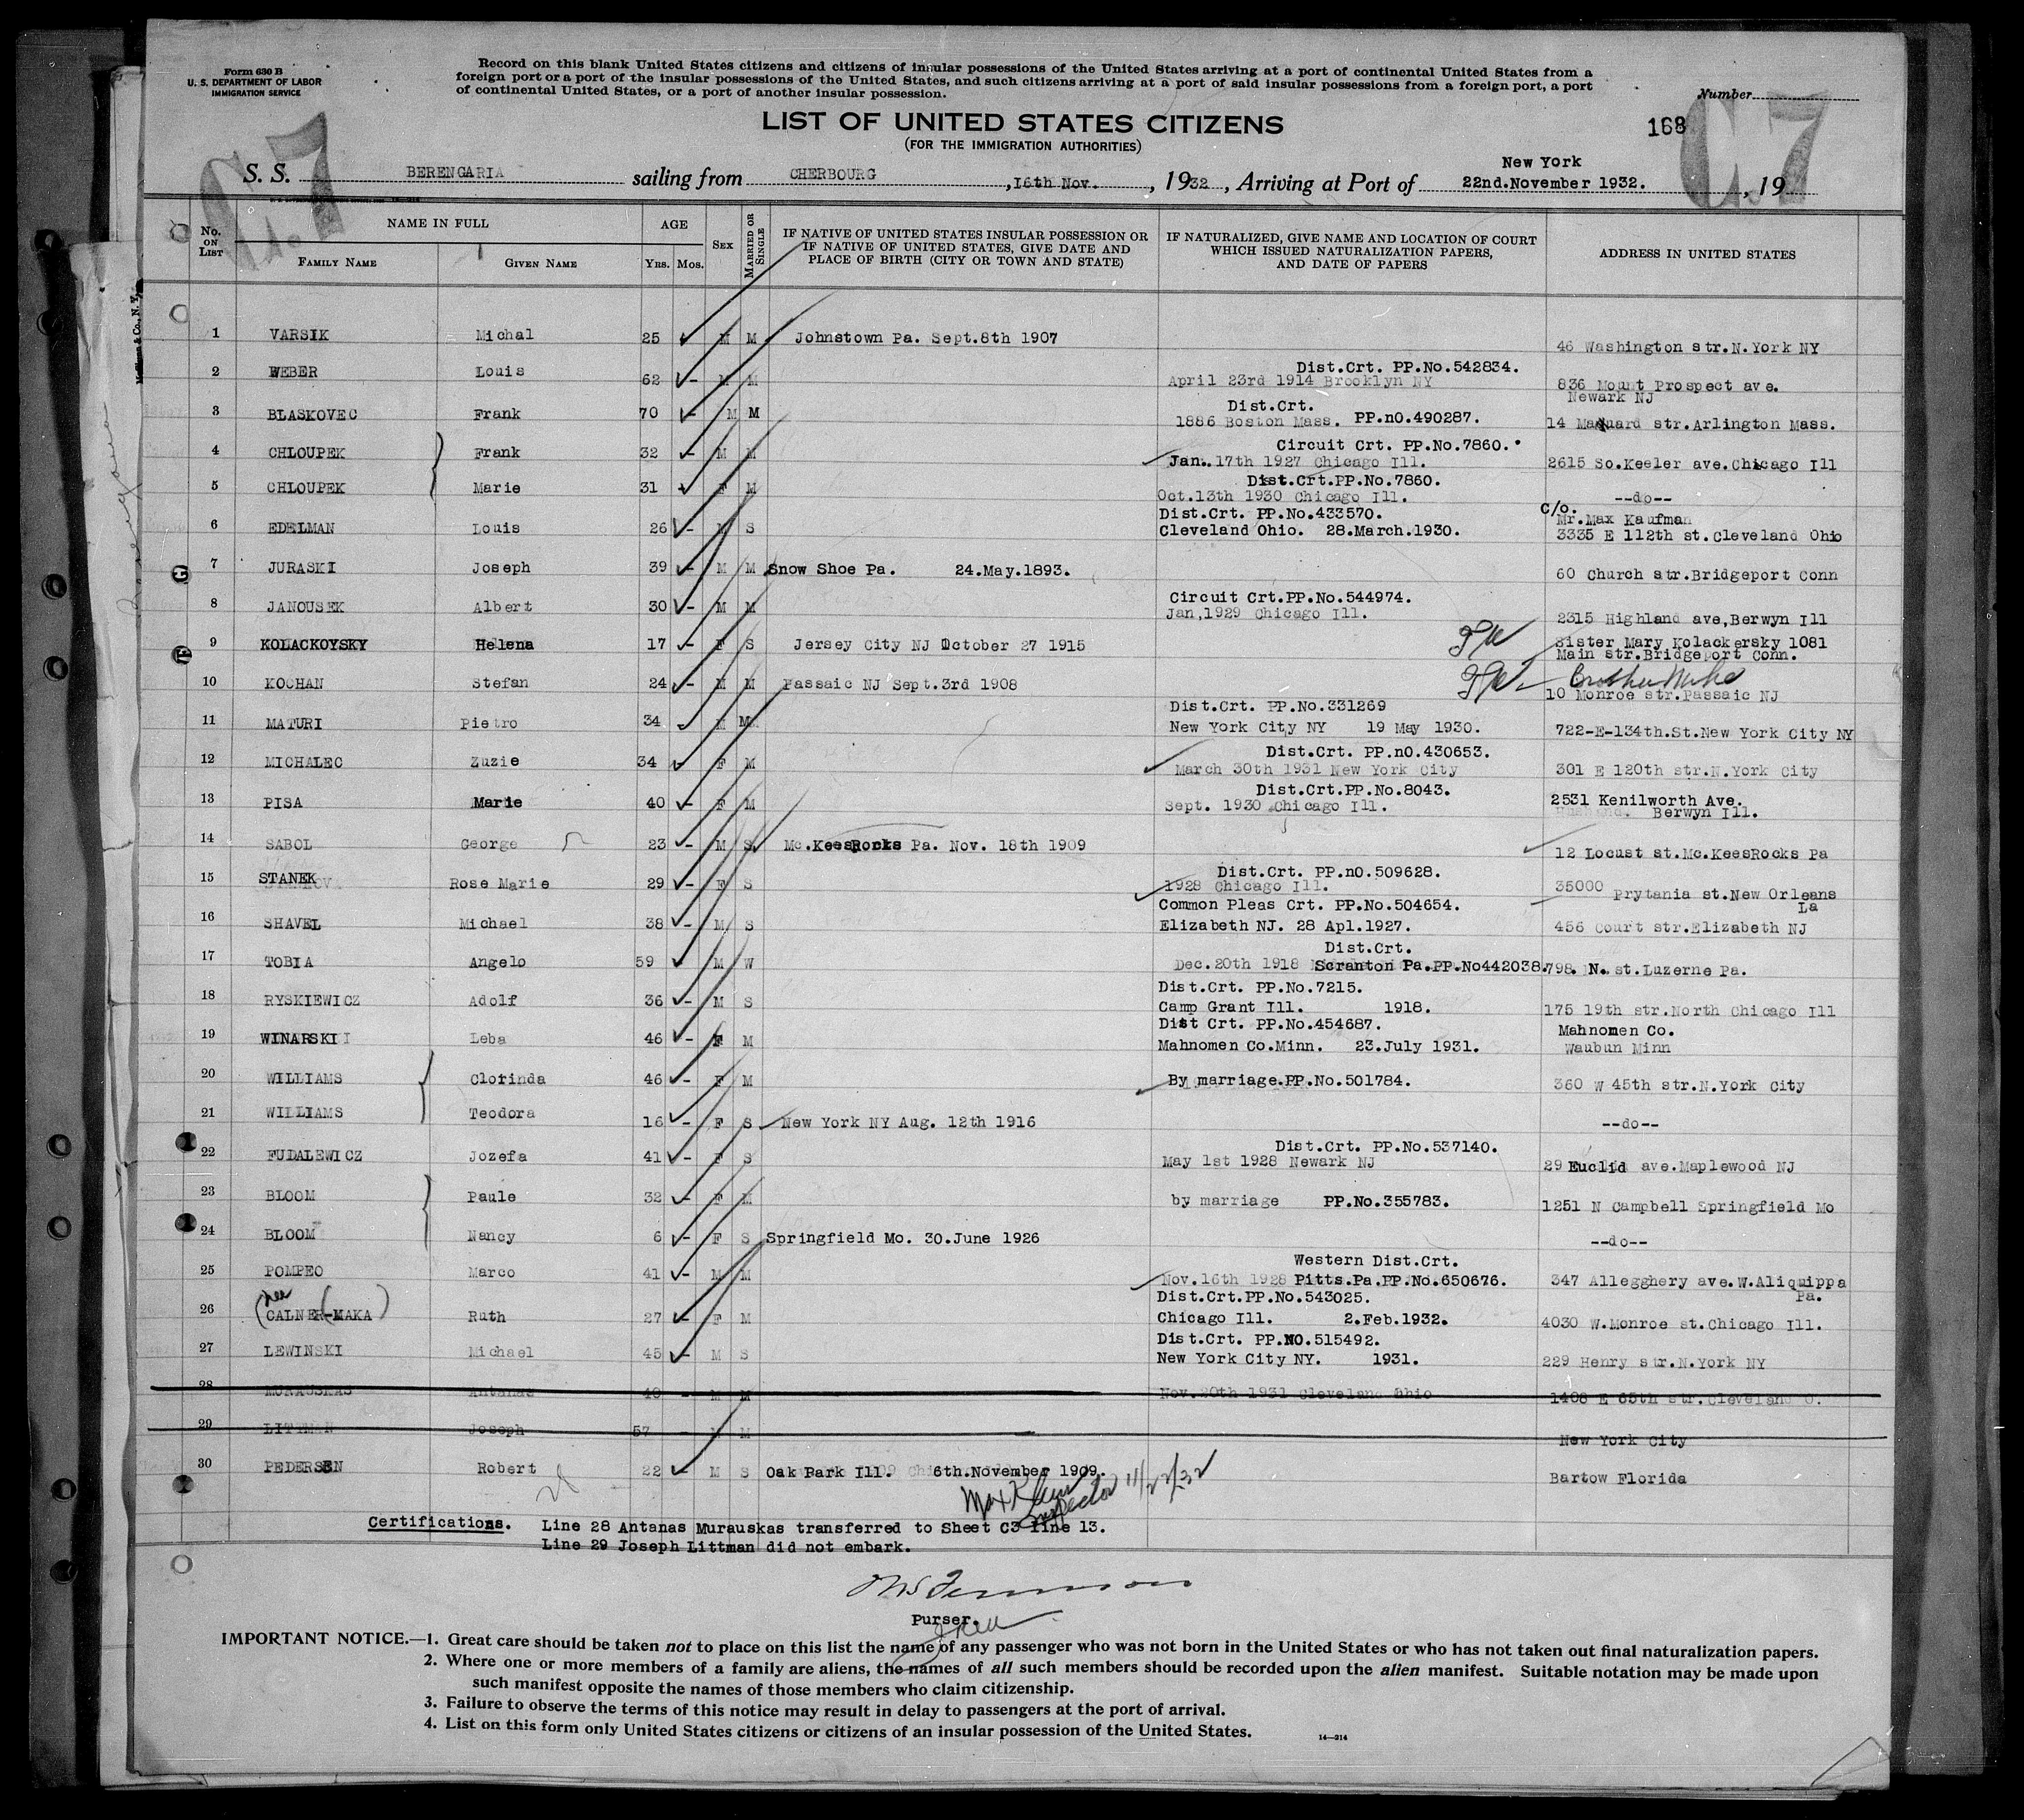 Form 630 B
U. S. DEPARTMENT OF LABOR
IMMIGRATION SERVICE
Record on this blank United States citizens and citizens of insular possessions of the United States arriving at a port of continental United States from a
foreign port or a port of the insular possessions of the United States, and such citizens arriving at a port of said insular possessions from a foreign port, a port
of continental United States, or a port of another insular possession.
Number
LIST OF UNITED STATES CITIZENS
(FOR THE IMMIGRATION AUTHORITIES)
168
C7
C.7
S. S. BERENGARIA sailing from CHERBOURG, 16th Nov., 1932, Arriving at Port of New York 22nd.November 1932., 19
No. ON LIST NAME IN FULL AGE SEX MARRIED OR SINGLE IF NATIVE OF UNITED STATES INSULAR POSSESSION OR IF NATIVE OF UNITED STATES, GIVE DATE AND PLACE OF BIRTH (CITY OR TOWN AND STATE) IF NATURALIZED, GIVE NAME AND LOCATION OF COURT WHICH ISSUED NATURALIZATION PAPERS, AND DATE OF PAPERS ADDRESS IN UNITED STATES
FAMILY NAME GIVEN NAME Yrs. Mos.
1 VARSIK Michal 25 M M Johnstown Pa. Sept.8th 1907 46 Washington str.N.York NY
2 WEBER Louis 62 - M M Dist.Crt. PP.No.542834. April 23rd 1914 Brooklyn NY 836 Mount Prospect ave. Newark NJ
3 BLASKOVEC Frank 70 - M M Dist.Crt. 1886 Boston Mass. PP.nO.490287. 14 str.Arlington Mass.
4 CHLOUPEK Frank 32 - M M Circuit Crt. PP.No.7860. Jan.17th 1927 Chicago Ill. 2615 So.Keeler ave.Chicago Ill
5 CHLOUPEK Marie 31 - F M Dist.Crt.PP.No.7860. Oct.13th 1930 Chicago Ill. --do--
6 EDELMAN Louis 26 - M S Dist.Crt. PP.No.433570. Cleveland Ohio. 28.March.1930. c/o. Mr.Max Kaufman 3335 E 112th st.Cleveland Ohio
7 JURASKI Joseph 39 - M M Snow Shoe Pa. 24.May.1893. 60 Church str.Bridgeport Conn
8 JANOUSEK Albert 30 - M M Circuit Crt.PP.No.544974. Jan,1929 Chicago Ill. 2315 Highland ave,Berwyn Ill
9 KOLACKOYSKY Helena 17 - F S Jersey City NJ October 27 1915 Sister Mary Kolackersky 1081 Main str.Bridgeport Conn.
10 KOCHAN Stefan 24 - M M Passaic NJ Sept.3rd 1908 Brother Mike 10 Monroe str.Passaic NJ
11 MATURI Pietro 34 - M M Dist.Crt. PP.No.331269 New York City NY 19 May 1930. 722-E-134th.St.New York City NY
12 MICHALEC Zuzie 34 - F M Dist.Crt. PP.nO.430653. March 30th 1931 New York City 301 E 120th str.N.York City
13 PISA Marie 40 - F M Dist.Crt.PP.No.8043. Sept. 1930 Chicago Ill. 2531 Kenilworth Ave. Berwyn Ill.
14 SABOL George 23 - M S Mc.KeesRocks Pa. Nov. 18th 1909 12 Locust st.Mc.KeesRocks Pa
15 STANEK Rose Marie 29 - F S Dist.Crt. PP.nO.509628. 1928 Chicago Ill. 35000 Prytania st.New Orleans La
16 SHAVEL Michael 38 - M S Common Pleas Crt. PP.No.504654. Elizabeth NJ. 28 Apl.1927. 456 Court str.Elizabeth NJ
17 TOBIA Angelo 59 M W Dist.Crt. Dec.20th 1918 Scranton Pa.PP.No442038. 798. N. st.Luzerne Pa.
18 RYSKIEWICZ Adolf 36 - M S Dist.Crt. PP.No.7215. Camp Grant Ill. 1918. 175 19th str.North Chicago Ill
19 WINARSKI Leba 46 - F M Dist Crt. PP.No.454687. Mahnomen Co.Minn. 23.July 1931. Mahnomen Co. Waubun Minn
20 WILLIAMS Clorinda 46 - F M By marriage.PP.No.501784. 360 W 45th str.N.York City
21 WILLIAMS Teodora 16 - F S New York NY Aug. 12th 1916 --do--
22 FUDALEWICZ Jozefa 41 - F S Dist.Crt. PP.No.537140. May 1st 1928 Newark NJ 29 Euclid ave.Maplewood NJ
23 BLOOM Paule 32 - F M by marriage PP.No.355783. 1251 N Campbell Springfield Mo
24 BLOOM Nancy 6 - F S Springfield Mo. 30.June 1926 --do--
25 POMPEO Marco 41 - M M Western Dist.Crt. Nov.16th 1928 Pitts.Pa.PP.No.650676. 347 Allegghery ave.W.Aliquippa Pa.
26 (nee CALNER-(MAKA) Ruth 27 - F M Dist.Crt.PP.No.543025. Chicago Ill. 2.Feb.1932. 4030 W.Monroe st.Chicago Ill.
27 LEWINSKI Michael 45 - M S Dist.Crt. PP.NO.515492. New York City NY. 1931. 229 Henry str.N.York NY
28 MURAUSKAS Antanas 40 - M M Nov.20th 1931 Cleveland Ohio 1408 E 65th str.Cleveland O.
29 LITTMAN Joseph 57 - M M New York City
30 PEDERSEN Robert 22 - M S Oak Park Ill. 6th.November 1909. Bartow Florida
Max Klein Inspector 11/22/32
Certifications. Line 28 Antanas Murauskas transferred to Sheet C3 line 13.
Line 29 Joseph Littman did not embark.
Purser.
IMPORTANT NOTICE.—1. Great care should be taken not to place on this list the name of any passenger who was not born in the United States or who has not taken out final naturalization papers.
2. Where one or more members of a family are aliens, the names of all such members should be recorded upon the alien manifest. Suitable notation may be made upon
such manifest opposite the names of those members who claim citizenship.
3. Failure to observe the terms of this notice may result in delay to passengers at the port of arrival.
4. List on this form only United States citizens or citizens of an insular possession of the United States.
14—214